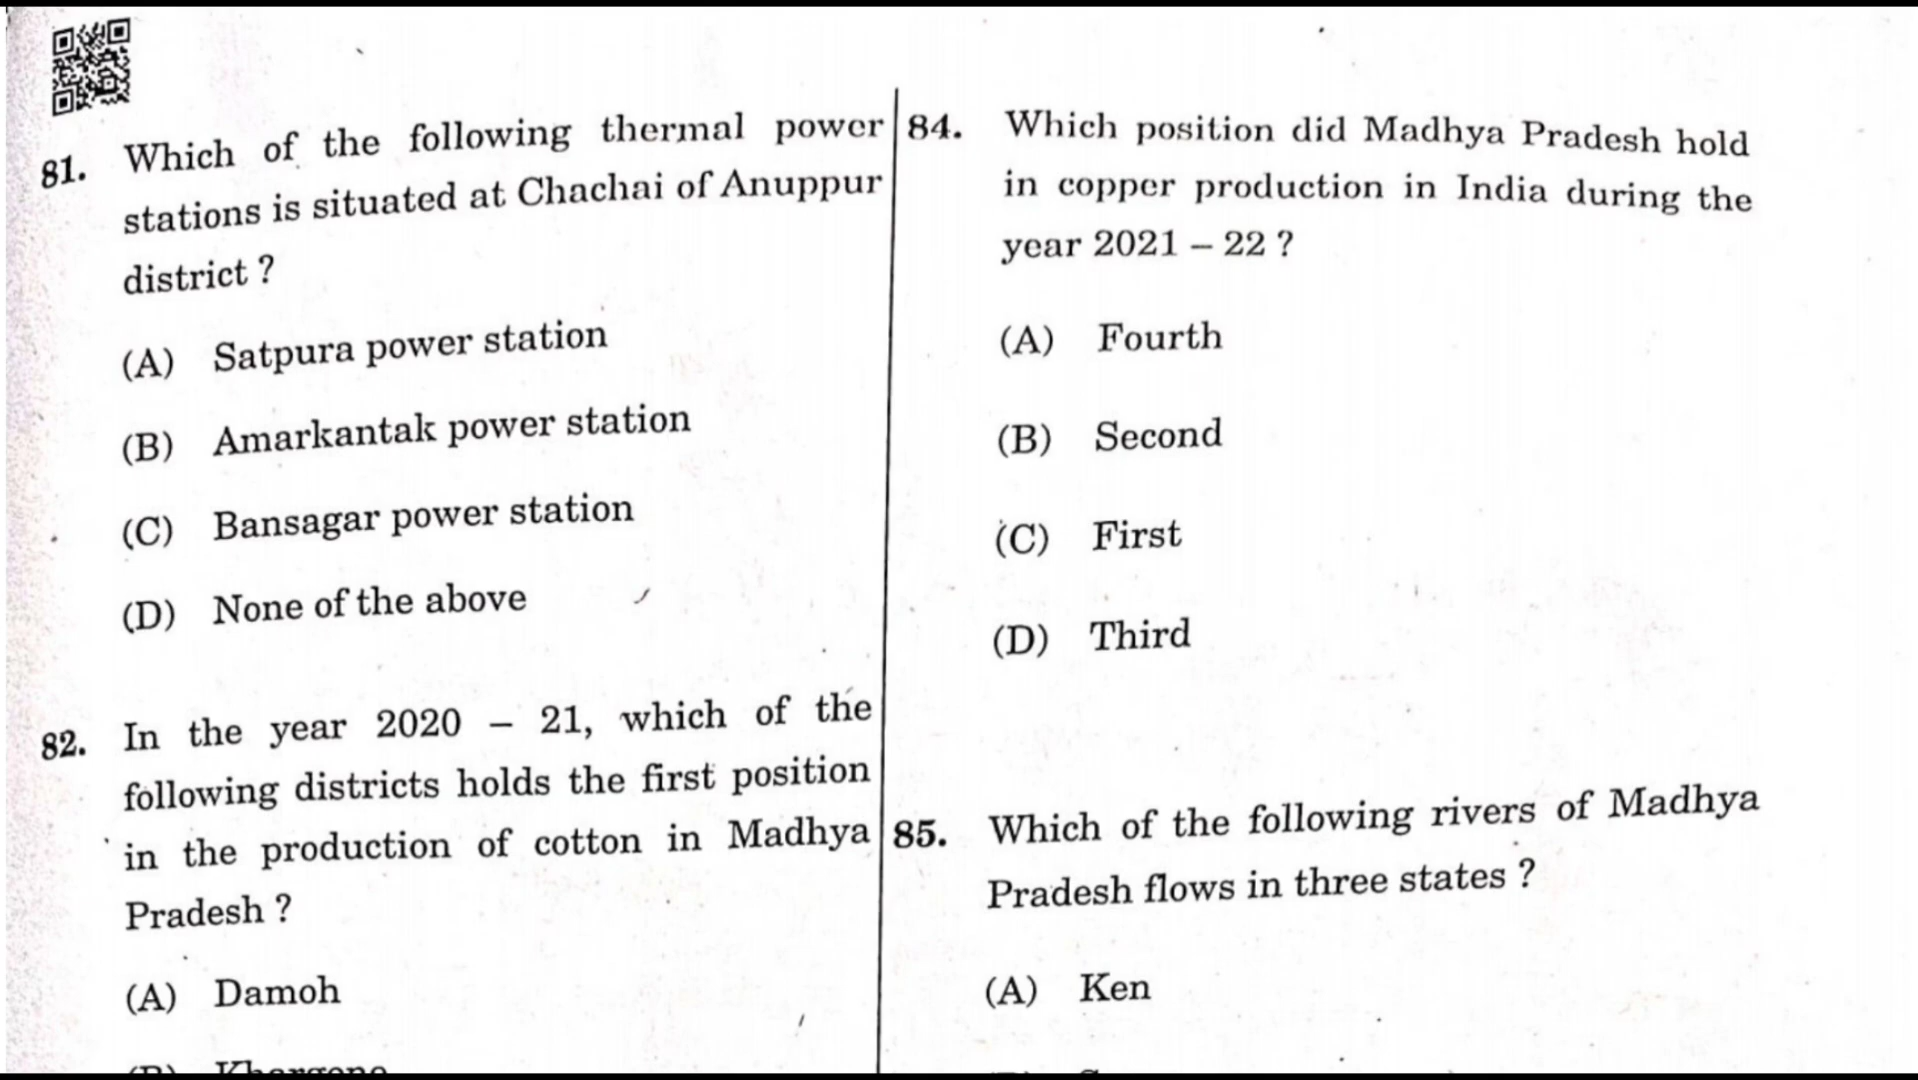 81. Which of the following thermal power
stations is situated at Chachai of Anuppur
district ?
(A) Satpura power station
(B) Amarkantak power station
(C) Bansagar power station
(D) None of the above
82. In the year 2020 – 21, which of the
following districts holds the first position
in the production of cotton in Madhya
Pradesh ?
(A) Damoh
84. Which position did Madhya Pradesh hold
in copper production in India during the
year 2021 – 22 ?
(A) Fourth
(B) Second
(C) First
(D) Third
85. Which of the following rivers of Madhya
Pradesh flows in three states ?
(A) Ken